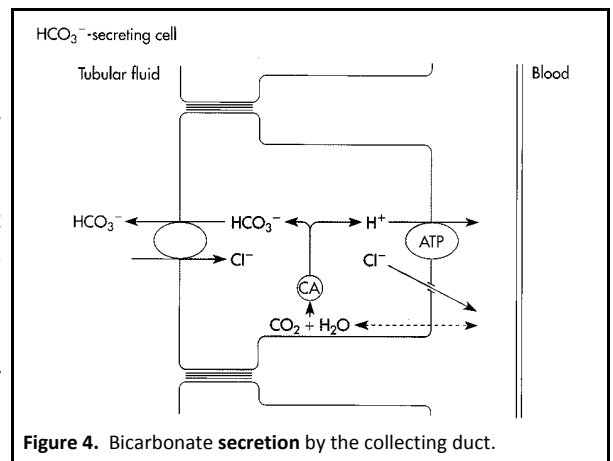 HCO₃⁻-secreting cell
Tubular fluid
Blood
HCO₃⁻
HCO₃⁻
H⁺
ATP
Cl⁻
Cl⁻
CA
CO₂ + H₂O
Figure 4. Bicarbonate secretion by the collecting duct.